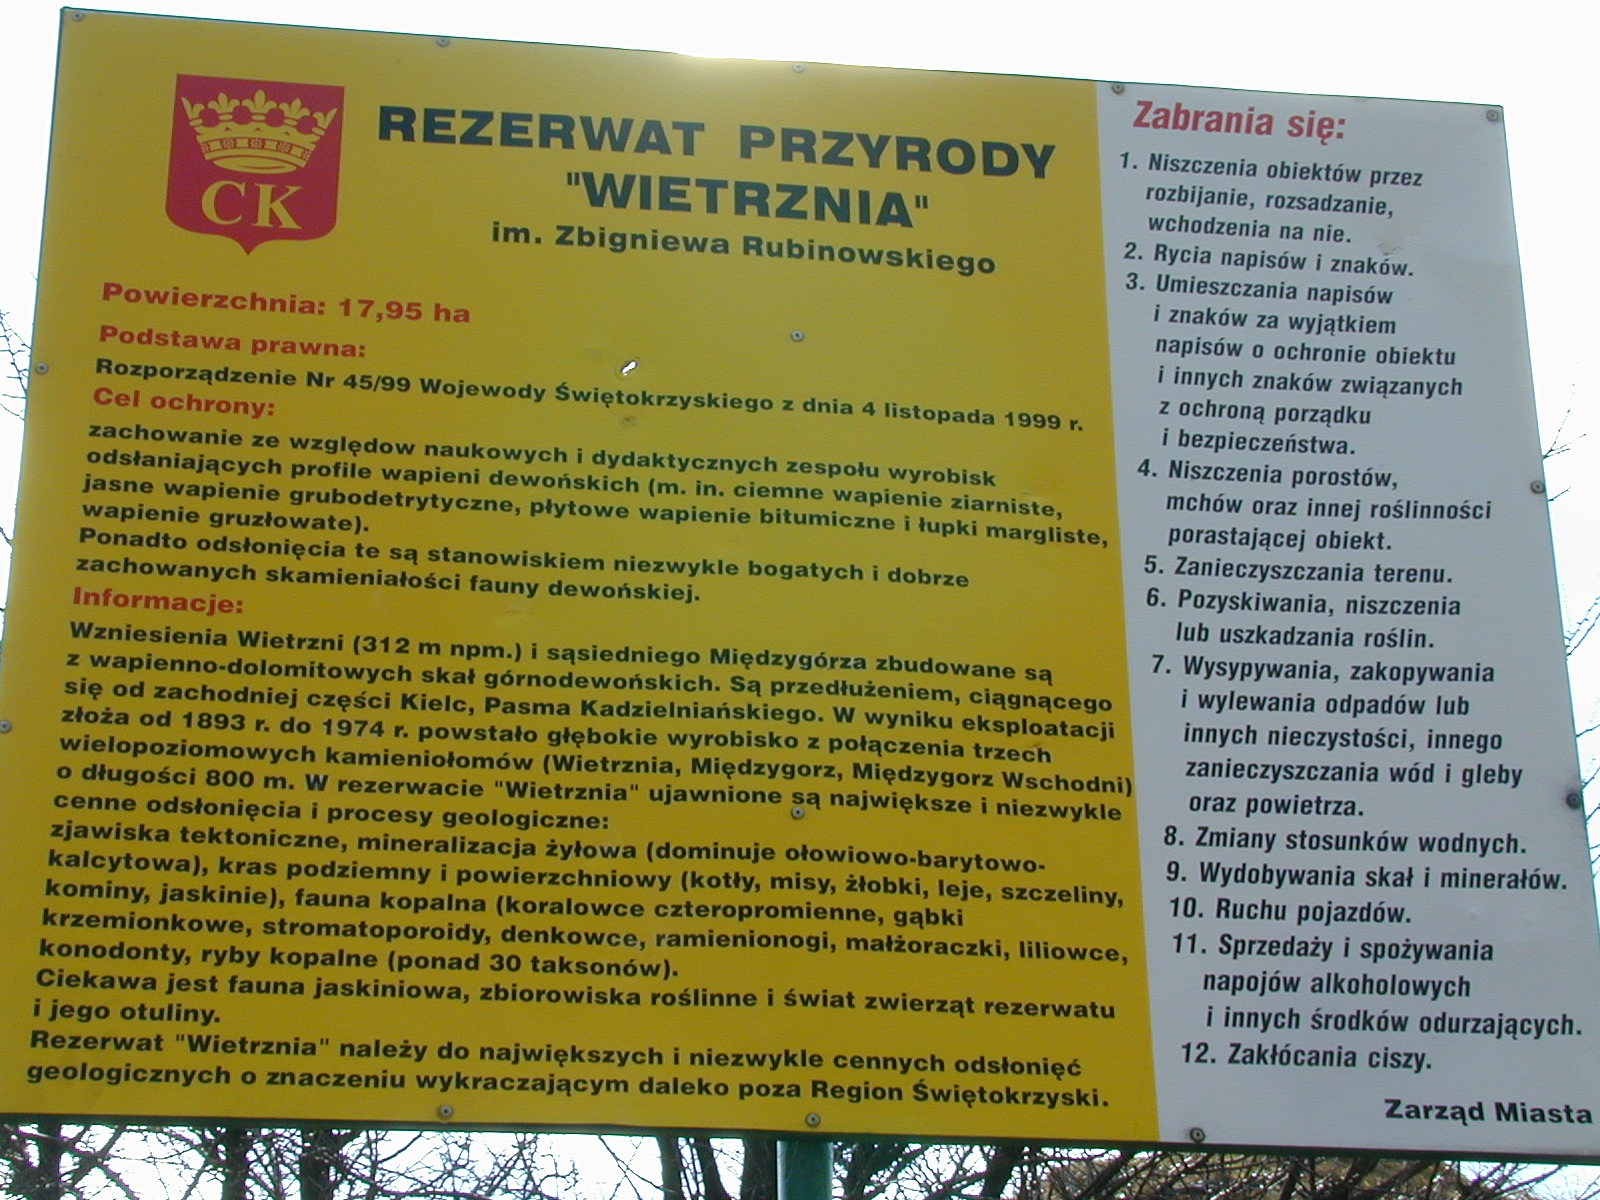 CK
REZERWAT PRZYRODY
"WIETRZNIA"
im. Zbigniewa Rubinowskiego
Powierzchnia: 17,95 ha
Podstawa prawna:
Rozporządzenie Nr 45/99 Wojewody Świętokrzyskiego z dnia 4 listopada 1999 r.
Cel ochrony:
zachowanie ze względow naukowych i dydaktycznych zespołu wyrobisk
odsłaniających profile wapieni dewońskich (m. in. ciemne wapienie ziarniste,
jasne wapienie grubodetrytyczne, płytowe wapienie bitumiczne i łupki margliste,
wapienie gruzłowate).
Ponadto odsłonięcia te są stanowiskiem niezwykle bogatych i dobrze
zachowanych skamieniałości fauny dewońskiej.
Informacje:
Wzniesienia Wietrzni (312 m npm.) i sąsiedniego Międzygórza zbudowane są
z wapienno-dolomitowych skał górnodewońskich. Są przedłużeniem, ciągnącego
się od zachodniej części Kielc, Pasma Kadzielniańskiego. W wyniku eksploatacji
złoża od 1893 r. do 1974 r. powstało głębokie wyrobisko z połączenia trzech
wielopoziomowych kamieniołomów (Wietrznia, Międzygorz, Międzygorz Wschodni)
o długości 800 m. W rezerwacie "Wietrznia" ujawnione są największe i niezwykle
cenne odsłonięcia i procesy geologiczne:
zjawiska tektoniczne, mineralizacja żyłowa (dominuje ołowiowo-barytowo-
kalcytowa), kras podziemny i powierzchniowy (kotły, misy, żłobki, leje, szczeliny,
kominy, jaskinie), fauna kopalna (koralowce czteropromienne, gąbki
krzemionkowe, stromatoporoidy, denkowce, ramienionogi, małżoraczki, liliowce,
konodonty, ryby kopalne (ponad 30 taksonów).
Ciekawa jest fauna jaskiniowa, zbiorowiska roślinne i świat zwierząt rezerwatu
i jego otuliny.
Rezerwat "Wietrznia" należy do największych i niezwykle cennych odsłonięć
geologicznych o znaczeniu wykraczającym daleko poza Region Świętokrzyski.
Zabrania się:
1. Niszczenia obiektów przez
rozbijanie, rozsadzanie,
wchodzenia na nie.
2. Rycia napisów i znaków.
3. Umieszczania napisów
i znaków za wyjątkiem
napisów o ochronie obiektu
i innych znaków związanych
z ochroną porządku
i bezpieczeństwa.
4. Niszczenia porostów,
mchów oraz innej roślinności
porastającej obiekt.
5. Zanieczyszczania terenu.
6. Pozyskiwania, niszczenia
lub uszkadzania roślin.
7. Wysypywania, zakopywania
i wylewania odpadów lub
innych nieczystości, innego
zanieczyszczania wód i gleby
oraz powietrza.
8. Zmiany stosunków wodnych.
9. Wydobywania skał i minerałów.
10. Ruchu pojazdów.
11. Sprzedaży i spożywania
napojów alkoholowych
i innych środków odurzających.
12. Zakłócania ciszy.
Zarząd Miasta